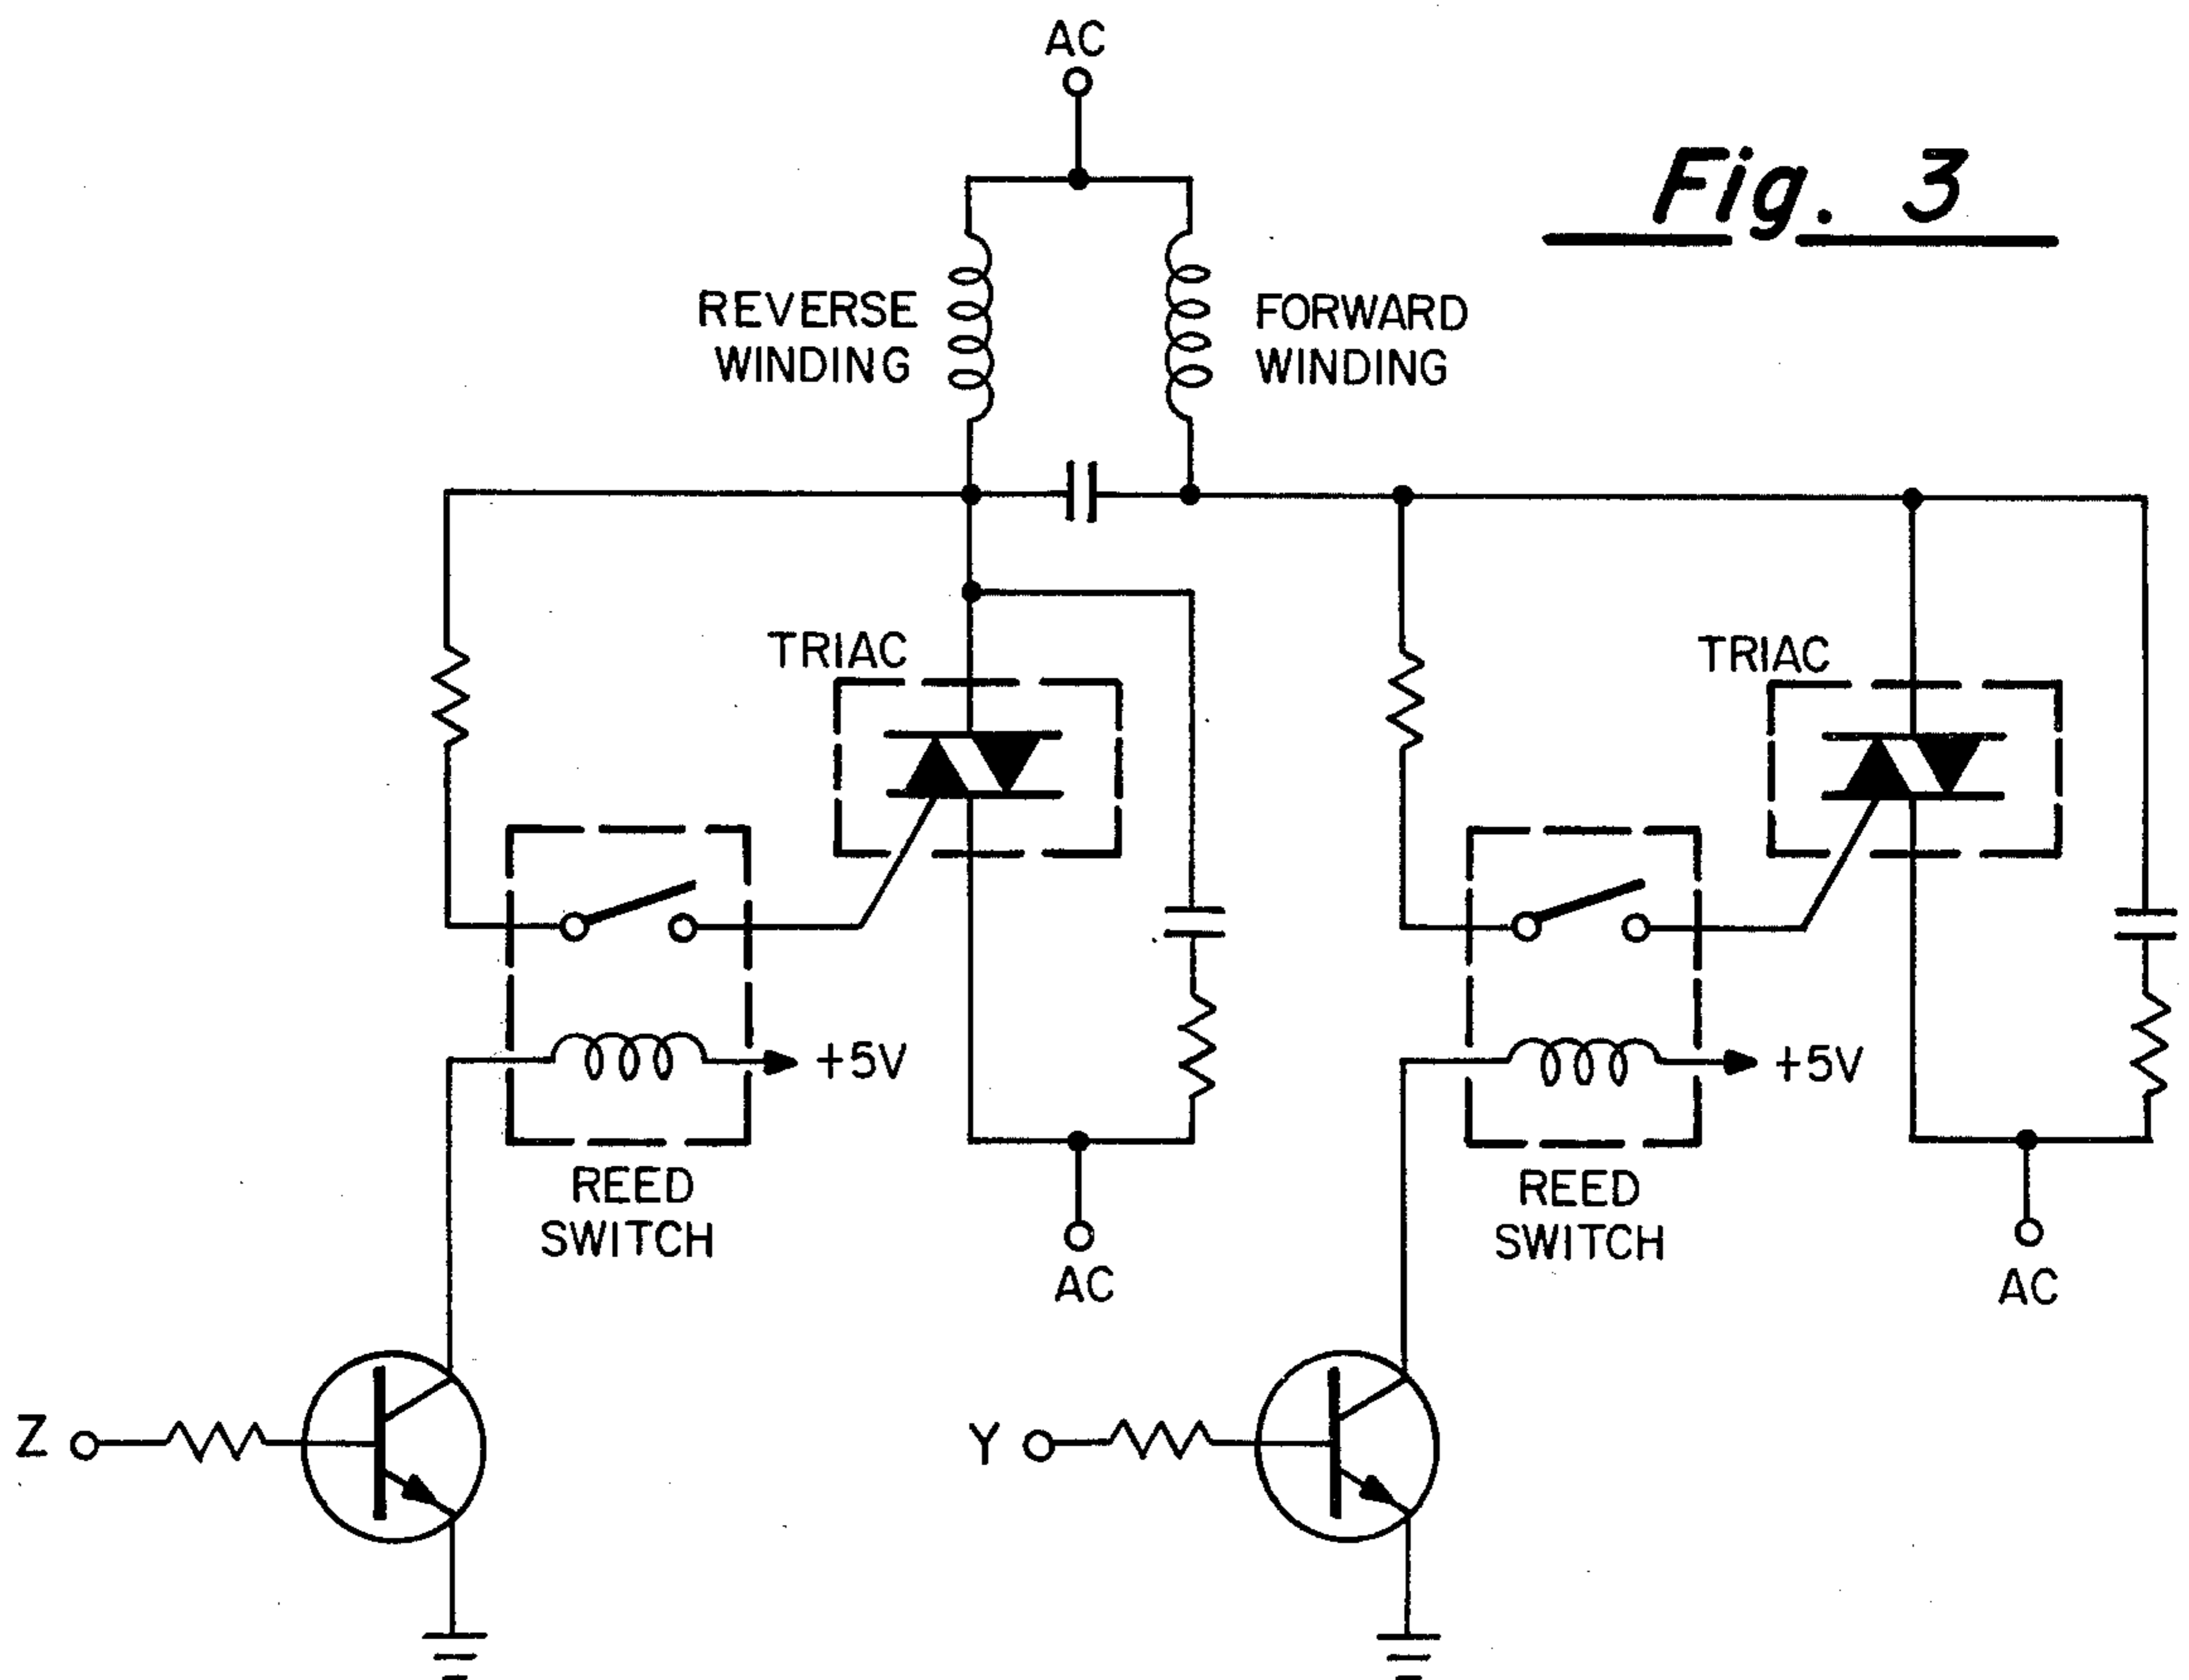 AC
Fig. 3
REVERSE
WINDING
FORWARD
WINDING
TRIAC
TRIAC
+5V
+5V
REED
SWITCH
REED
SWITCH
AC
AC
Z
Y